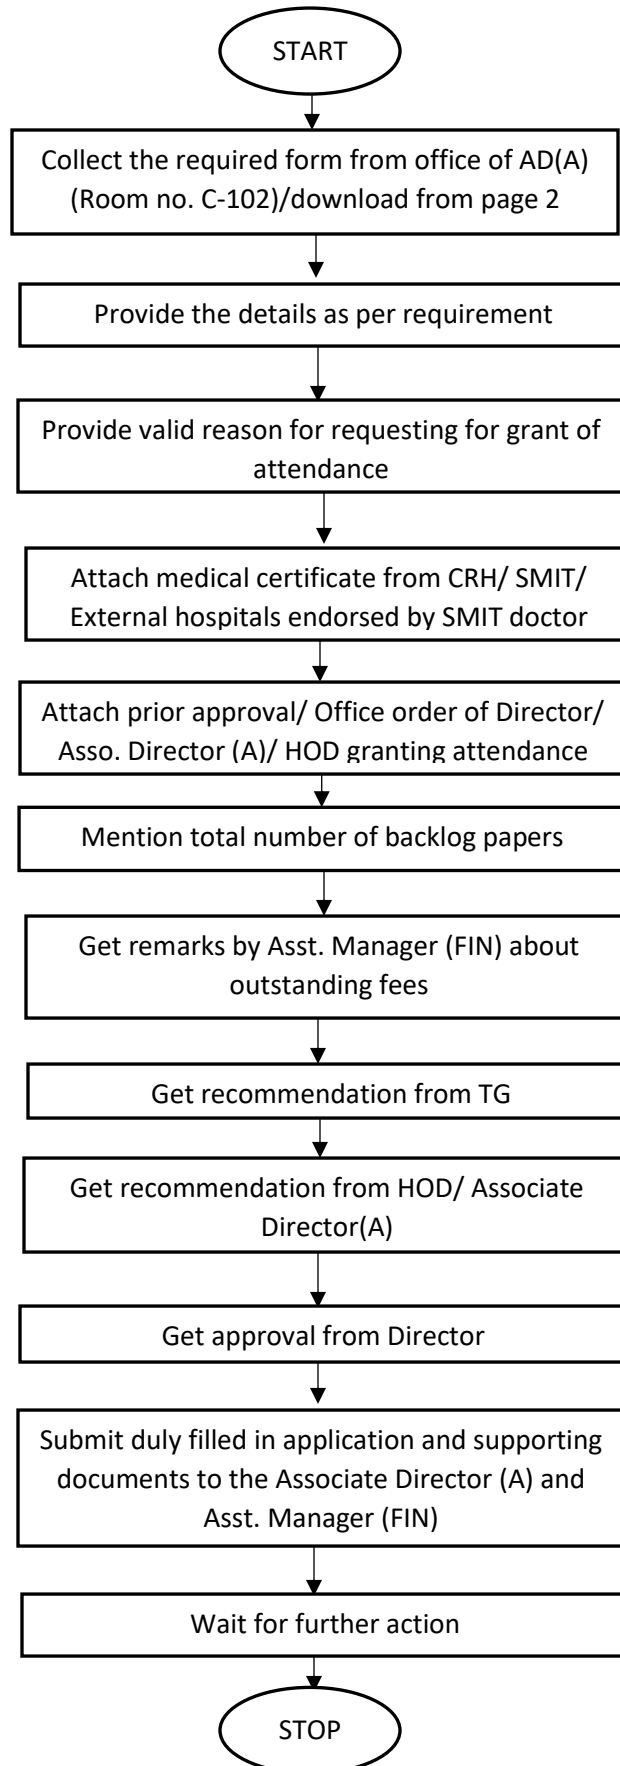 START
Collect the required form from office of AD(A)
(Room no. C-102)/download from page 2
Provide the details as per requirement
Provide valid reason for requesting for grant of
attendance
Attach medical certificate from CRH/ SMIT/
External hospitals endorsed by SMIT doctor
Attach prior approval/ Office order of Director/
Asso. Director (A)/ HOD granting attendance
Mention total number of backlog papers
Get remarks by Asst. Manager (FIN) about
outstanding fees
Get recommendation from TG
Get recommendation from HOD/ Associate
Director(A)
Get approval from Director
Submit duly filled in application and supporting
documents to the Associate Director (A) and
Asst. Manager (FIN)
Wait for further action
STOP